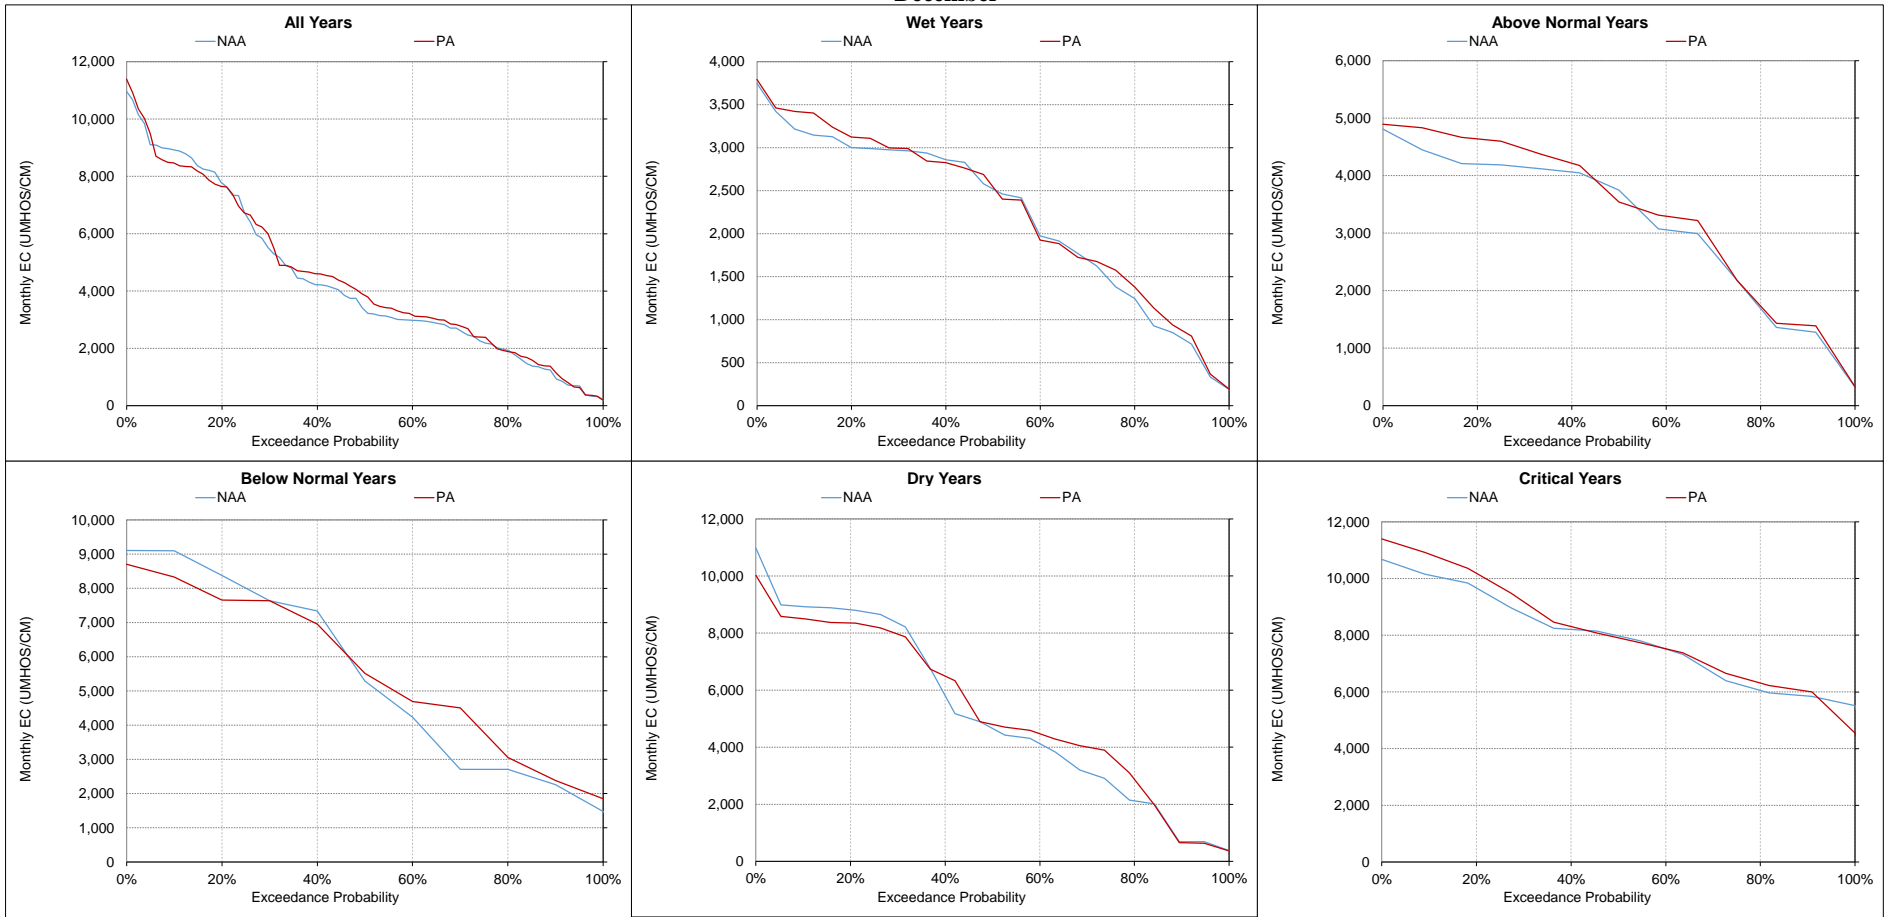 All Years
NAA PA
12,000
10,000
8,000
6,000
4,000
2,000
0
Monthly EC (UMHOS/CM)
0% 20% 40% 60% 80% 100%
Exceedance Probability
Wet Years
NAA PA
4,000
3,500
3,000
2,500
2,000
1,500
1,000
500
0
Monthly EC (UMHOS/CM)
0% 20% 40% 60% 80% 100%
Exceedance Probability
Above Normal Years
NAA PA
6,000
5,000
4,000
3,000
2,000
1,000
0
Monthly EC (UMHOS/CM)
0% 20% 40% 60% 80% 100%
Exceedance Probability
Below Normal Years
NAA PA
10,000
9,000
8,000
7,000
6,000
5,000
4,000
3,000
2,000
1,000
0
Monthly EC (UMHOS/CM)
0% 20% 40% 60% 80% 100%
Exceedance Probability
Dry Years
NAA PA
12,000
10,000
8,000
6,000
4,000
2,000
0
Monthly EC (UMHOS/CM)
0% 20% 40% 60% 80% 100%
Exceedance Probability
Critical Years
NAA PA
12,000
10,000
8,000
6,000
4,000
2,000
0
Monthly EC (UMHOS/CM)
0% 20% 40% 60% 80% 100%
Exceedance Probability